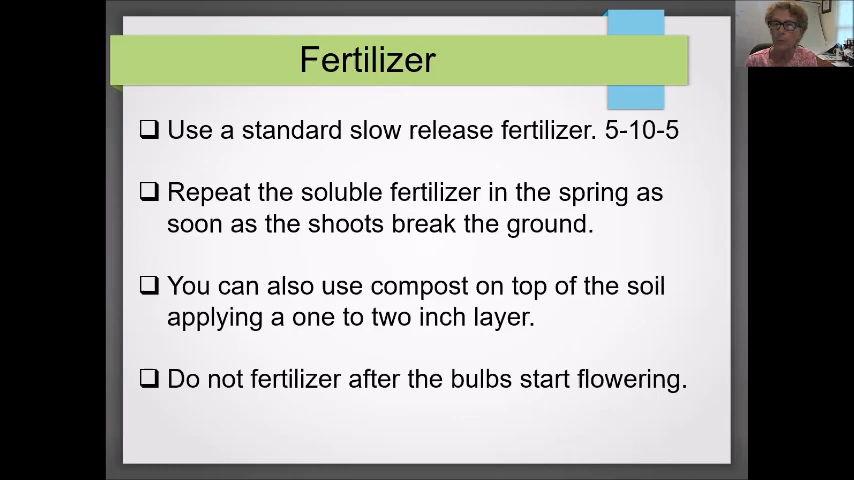 Fertilizer
❑ Use a standard slow release fertilizer. 5-10-5
❑ Repeat the soluble fertilizer in the spring as
soon as the shoots break the ground.
❑ You can also use compost on top of the soil
applying a one to two inch layer.
❑ Do not fertilizer after the bulbs start flowering.